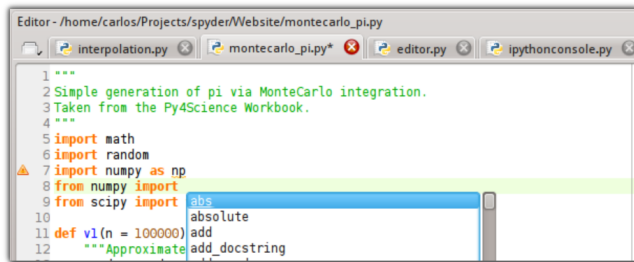 Editor - /home/carlos/Projects/spyder/Website/montecarlo_pi.py
interpolation.py montecarlo_pi.py* editor.py ipythonconsole.py
1 """
2 Simple generation of pi via MonteCarlo integration.
3 Taken from the Py4Science Workbook.
4 """
5 import math
6 import random
7 import numpy as np
8 from numpy import
9 from scipy import abs
10 absolute
11 def v1(n = 100000) add
12 """Approximate add_docstring